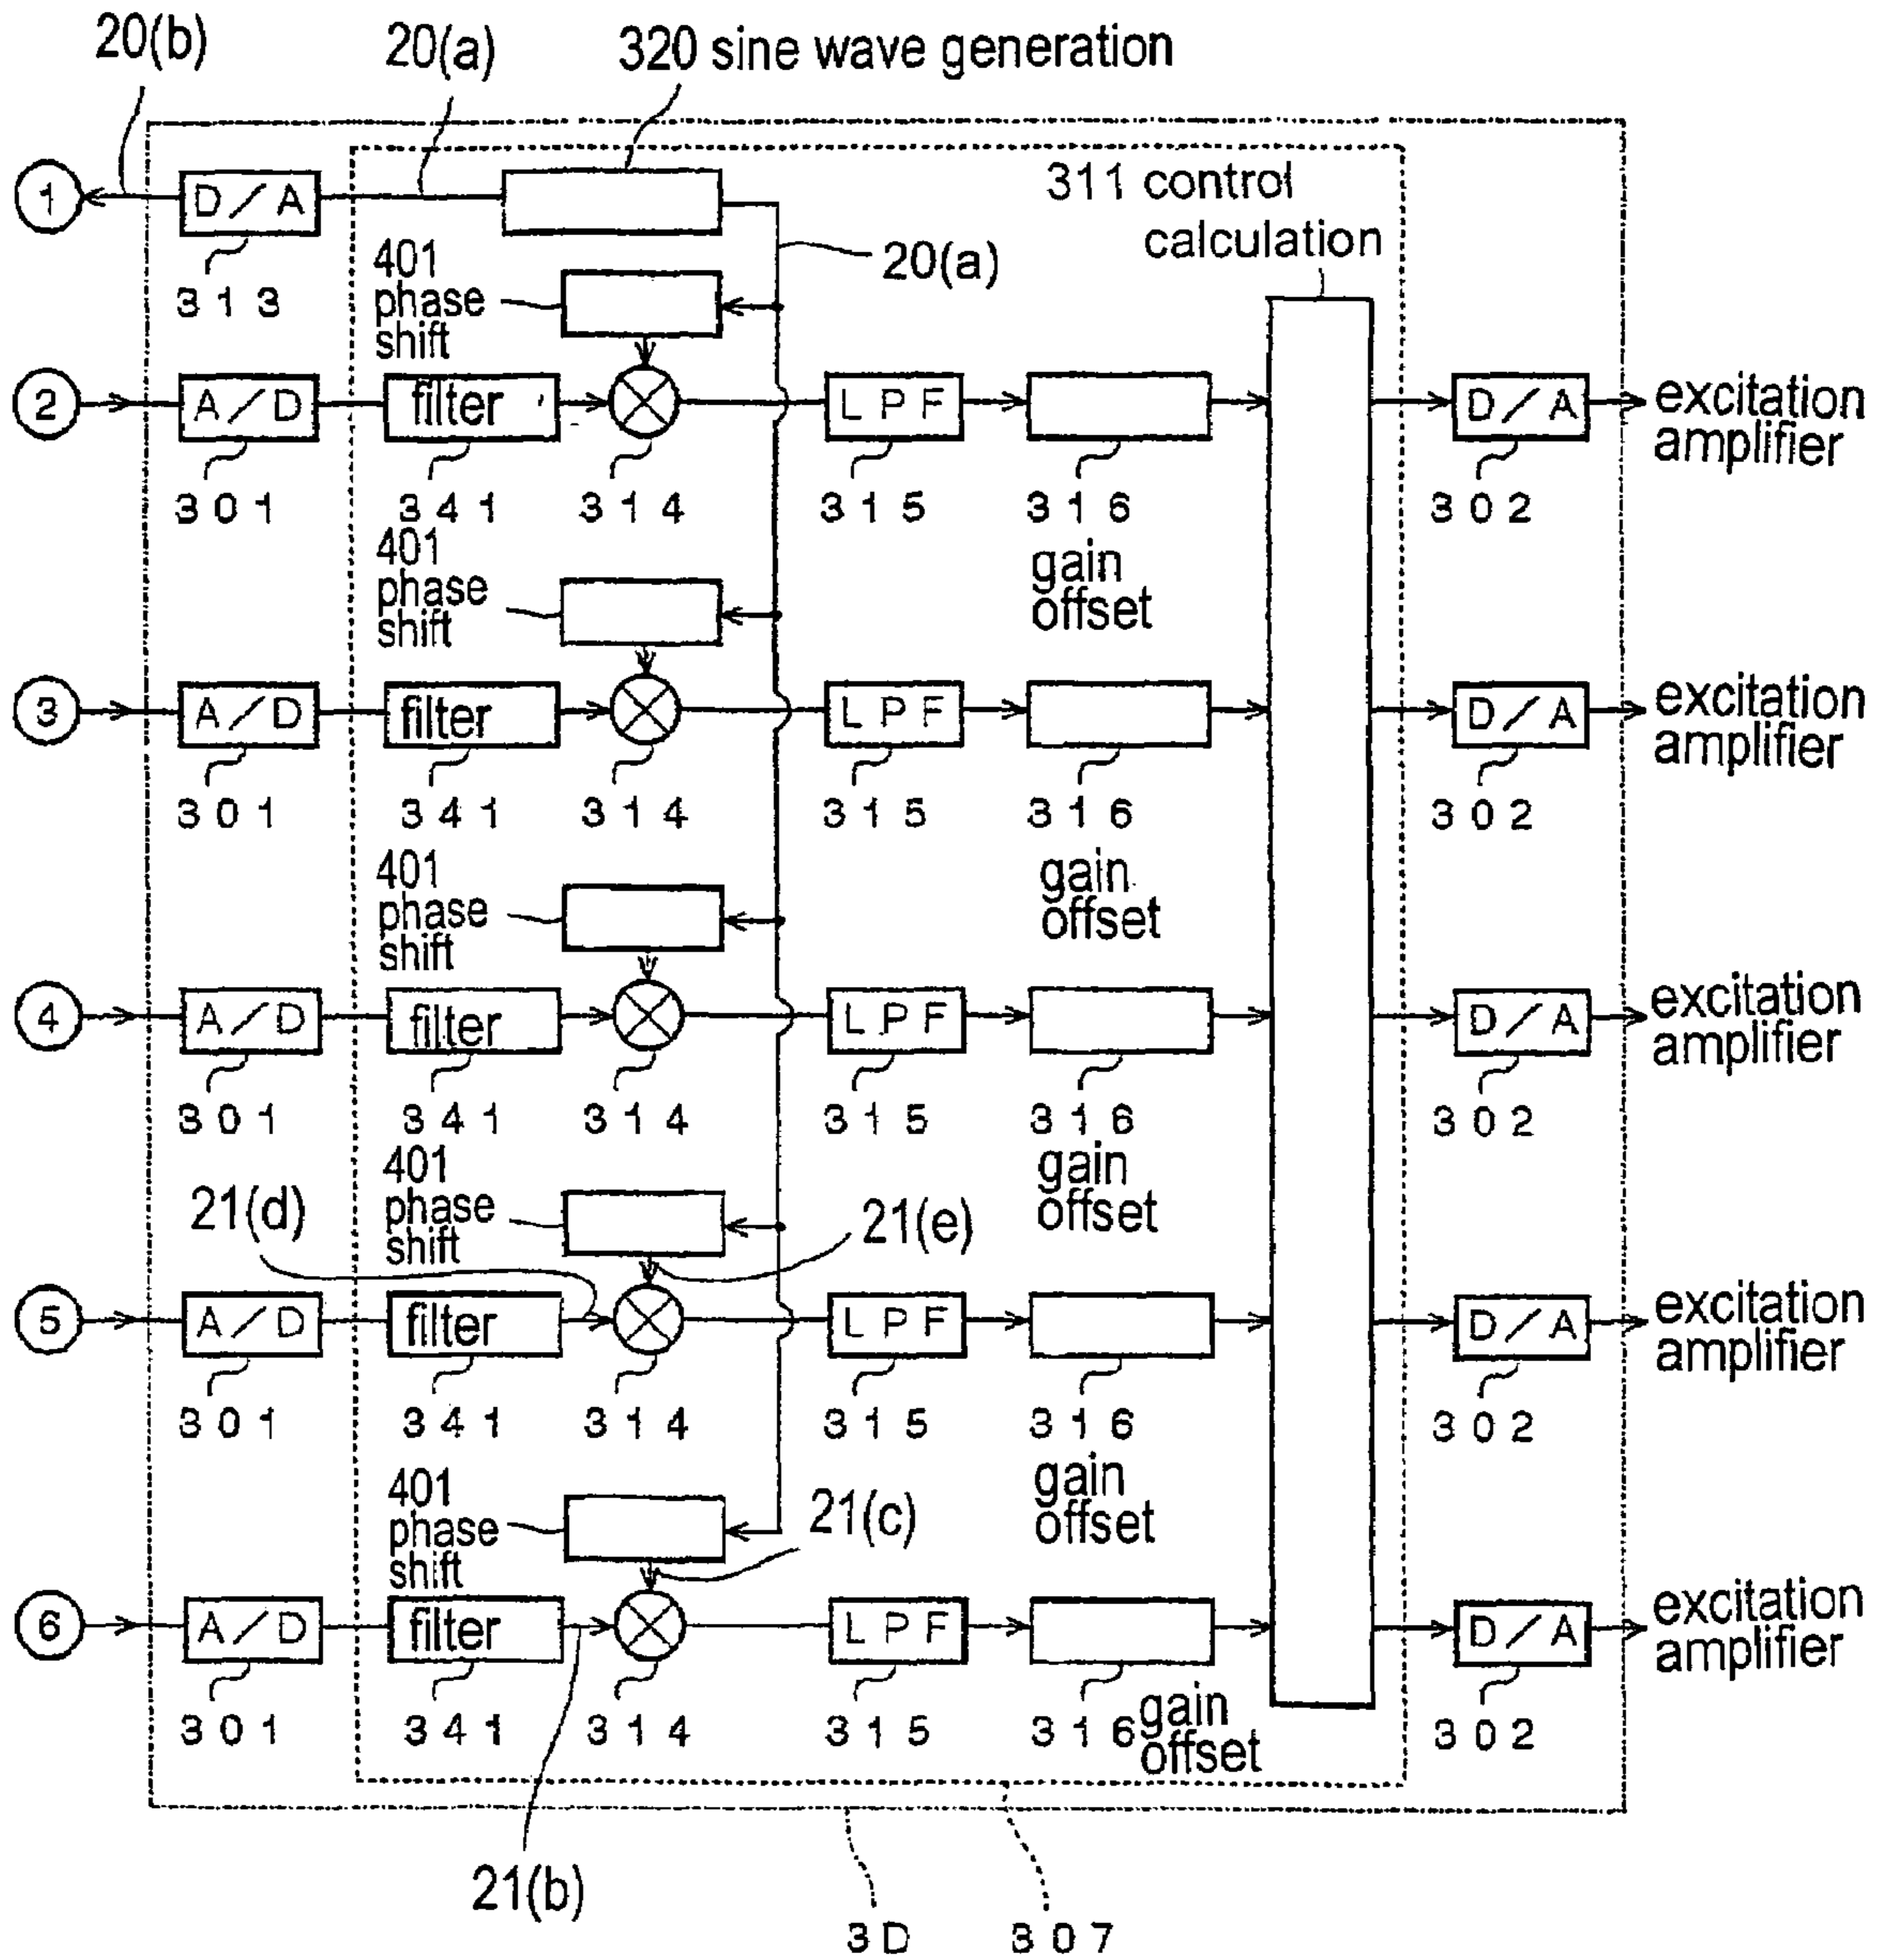 20(b)
20(a)
320 sine wave generation
1
D/A
313
311 control
calculation
20(a)
401
phase
shift
2
A/D
filter
LPF
D/A
excitation
amplifier
301
341
314
315
316
302
gain
offset
401
phase
shift
3
A/D
filter
LPF
D/A
excitation
amplifier
301
341
314
315
316
302
gain
offset
401
phase
shift
4
A/D
filter
LPF
D/A
excitation
amplifier
301
341
314
315
316
302
gain
offset
401
phase
shift
21(d)
21(e)
5
A/D
filter
LPF
D/A
excitation
amplifier
301
341
314
315
316
302
gain
offset
401
phase
shift
21(c)
6
A/D
filter
LPF
D/A
excitation
amplifier
301
341
314
315
316
302
gain
offset
21(b)
3D
307